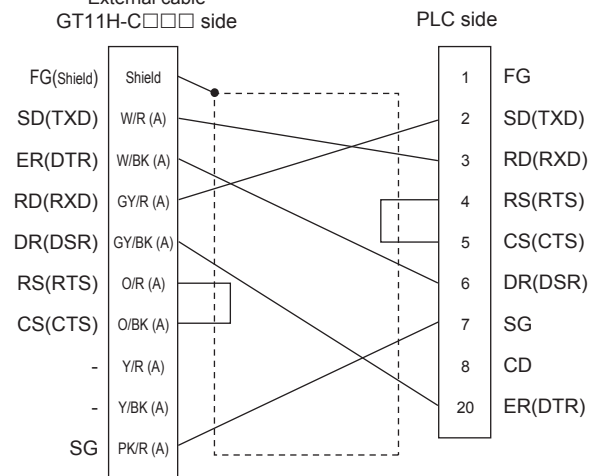 External cable
GT11H-C□□□ side PLC side
FG(Shield) Shield 1 FG
SD(TXD) W/R (A) 2 SD(TXD)
ER(DTR) W/BK (A) 3 RD(RXD)
RD(RXD) GY/R (A) 4 RS(RTS)
DR(DSR) GY/BK (A) 5 CS(CTS)
RS(RTS) O/R (A) 6 DR(DSR)
CS(CTS) O/BK (A) 7 SG
- Y/R (A) 8 CD
- Y/BK (A) 20 ER(DTR)
SG PK/R (A)